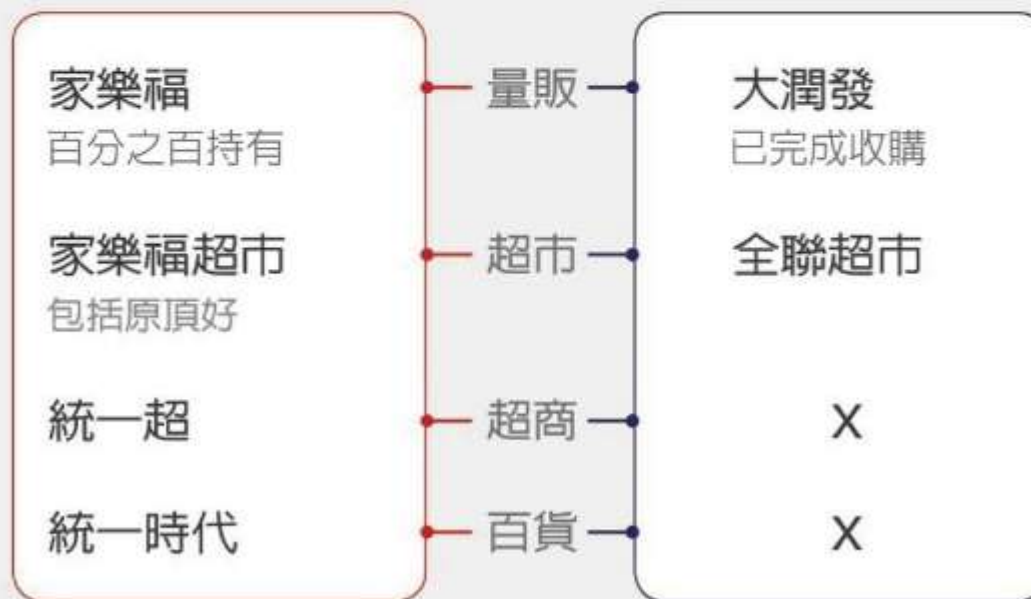 家樂福 量販 大潤發
百分之百持有 已完成收購
家樂福超市 超市 全聯超市
包括原頂好
統一超 超商 X
統一時代 百貨 X